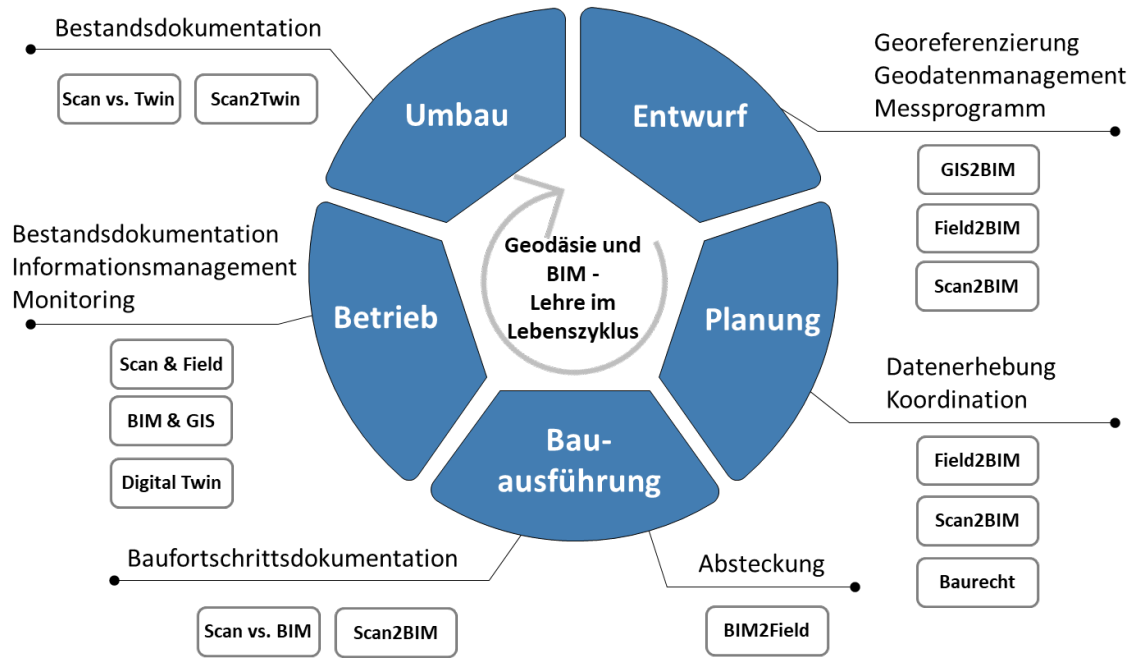 Bestandsdokumentation
Scan vs. Twin
Scan2Twin
Umbau
Entwurf
Georeferenzierung
Geodatenmanagement
Messprogramm
GIS2BIM
Field2BIM
Scan2BIM
Bestandsdokumentation
Informationsmanagement
Monitoring
Scan & Field
BIM & GIS
Digital Twin
Betrieb
Geodäsie und
BIM -
Lehre im
Lebenszyklus
Planung
Datenerhebung
Koordination
Field2BIM
Scan2BIM
Baurecht
Bau-
ausführung
Baufortschrittsdokumentation
Scan vs. BIM
Scan2BIM
Absteckung
BIM2Field